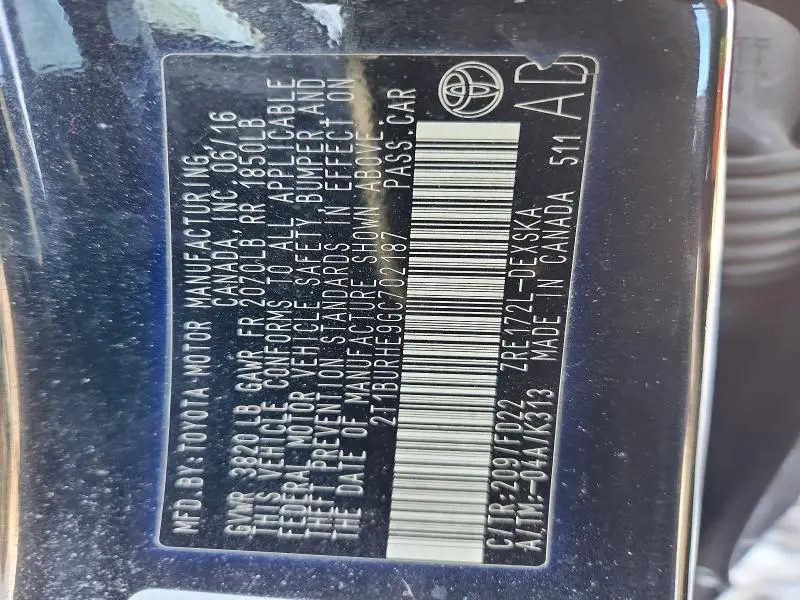 MFD.BY:TOYOTA MOTOR MANUFACTURING,
CANADA, INC. 06/16
GVWR 3820 LB GAWR FR 2070LB RR 1850LB
THIS VEHICLE CONFORMS TO ALL APPLICABLE
FEDERAL MOTOR VEHICLE SAFETY, BUMPER, AND
THEFT PREVENTION STANDARDS IN EFFECT ON
THE DATE OF MANUFACTURE SHOWN ABOVE.
2T1BURHE9GC702187 PASS.CAR
C/TR:209/FD22 ZRE172L-DEXSKA
A/TM:-04A/K313 MADE IN CANADA 511
AB